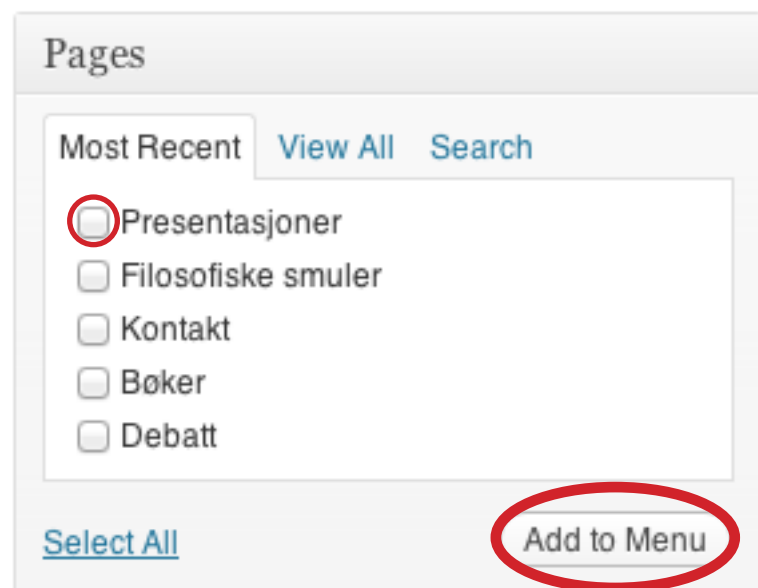 Pages
Most Recent View All Search
Presentasjoner
Filosofiske smuler
Kontakt
Bøker
Debatt
Select All Add to Menu